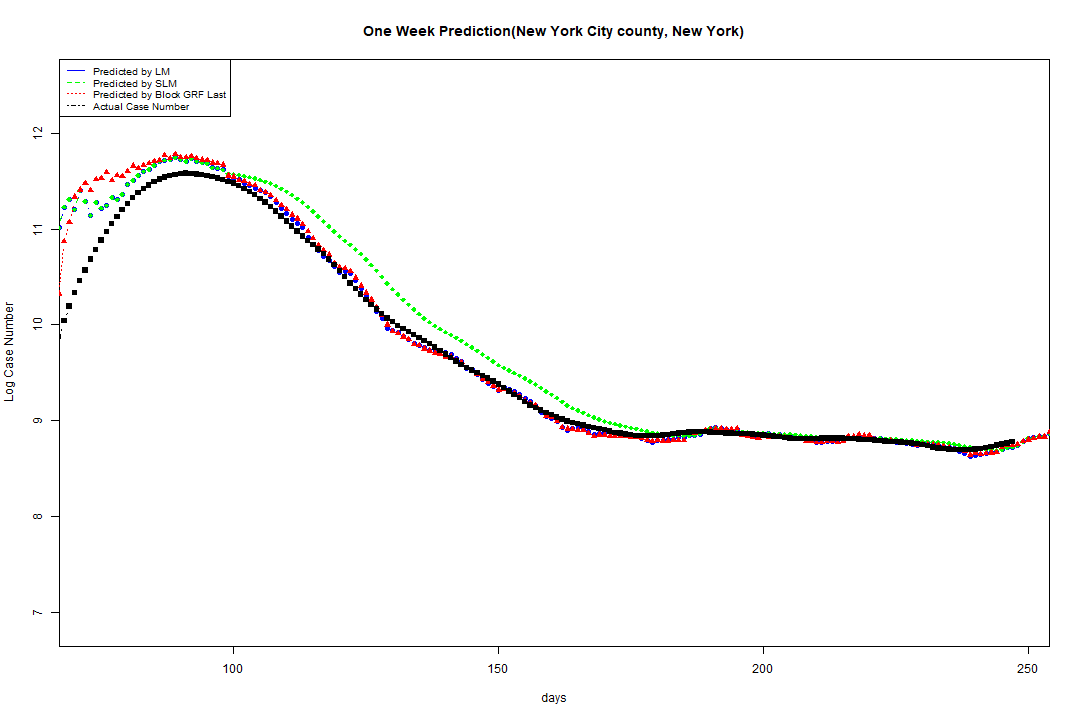 One Week Prediction(New York City county, New York)
Predicted by LM
Predicted by SLM
Predicted by Block GRF Last
Actual Case Number
12
11
10
9
8
7
Log Case Number
100
150
200
250
days